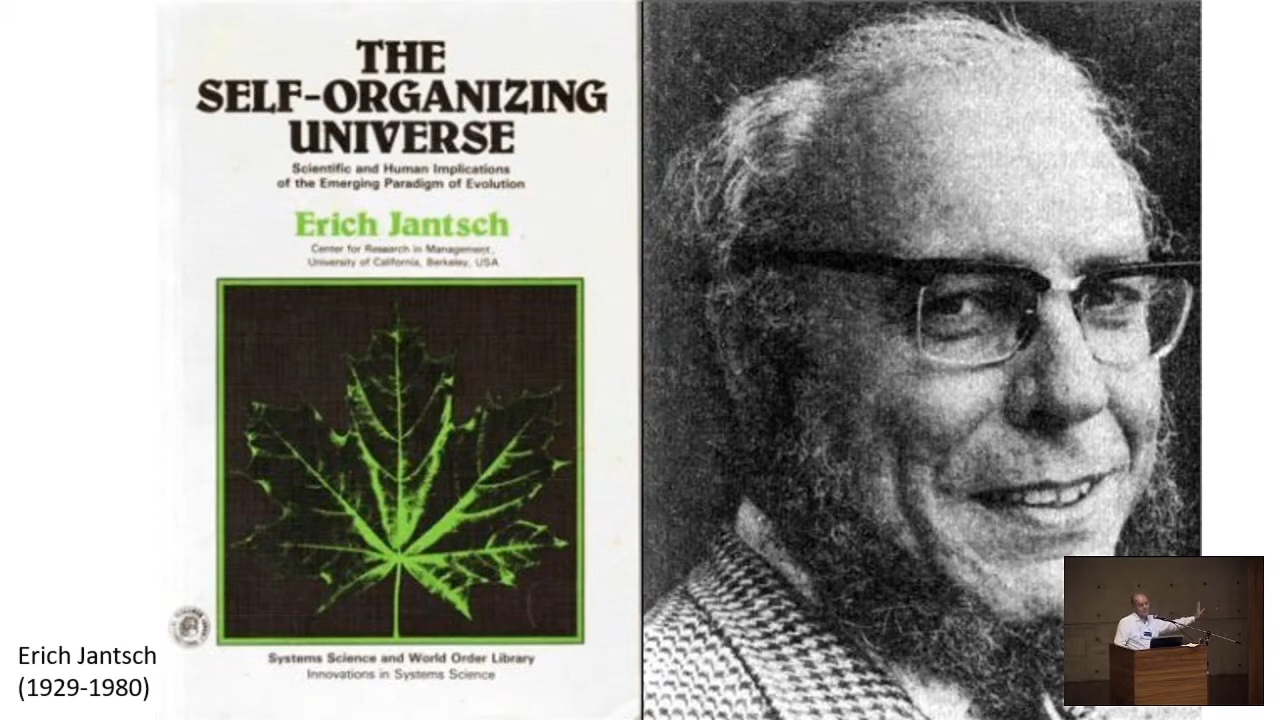 THE
SELF-ORGANIZING
UNIVERSE
Scientific and Human Implications
of the Emerging Paradigm of Evolution
Erich Jantsch
Center for Research in Management,
University of California, Berkeley, USA
Systems Science and World Order Library
Innovations in Systems Science
Erich Jantsch
(1929-1980)